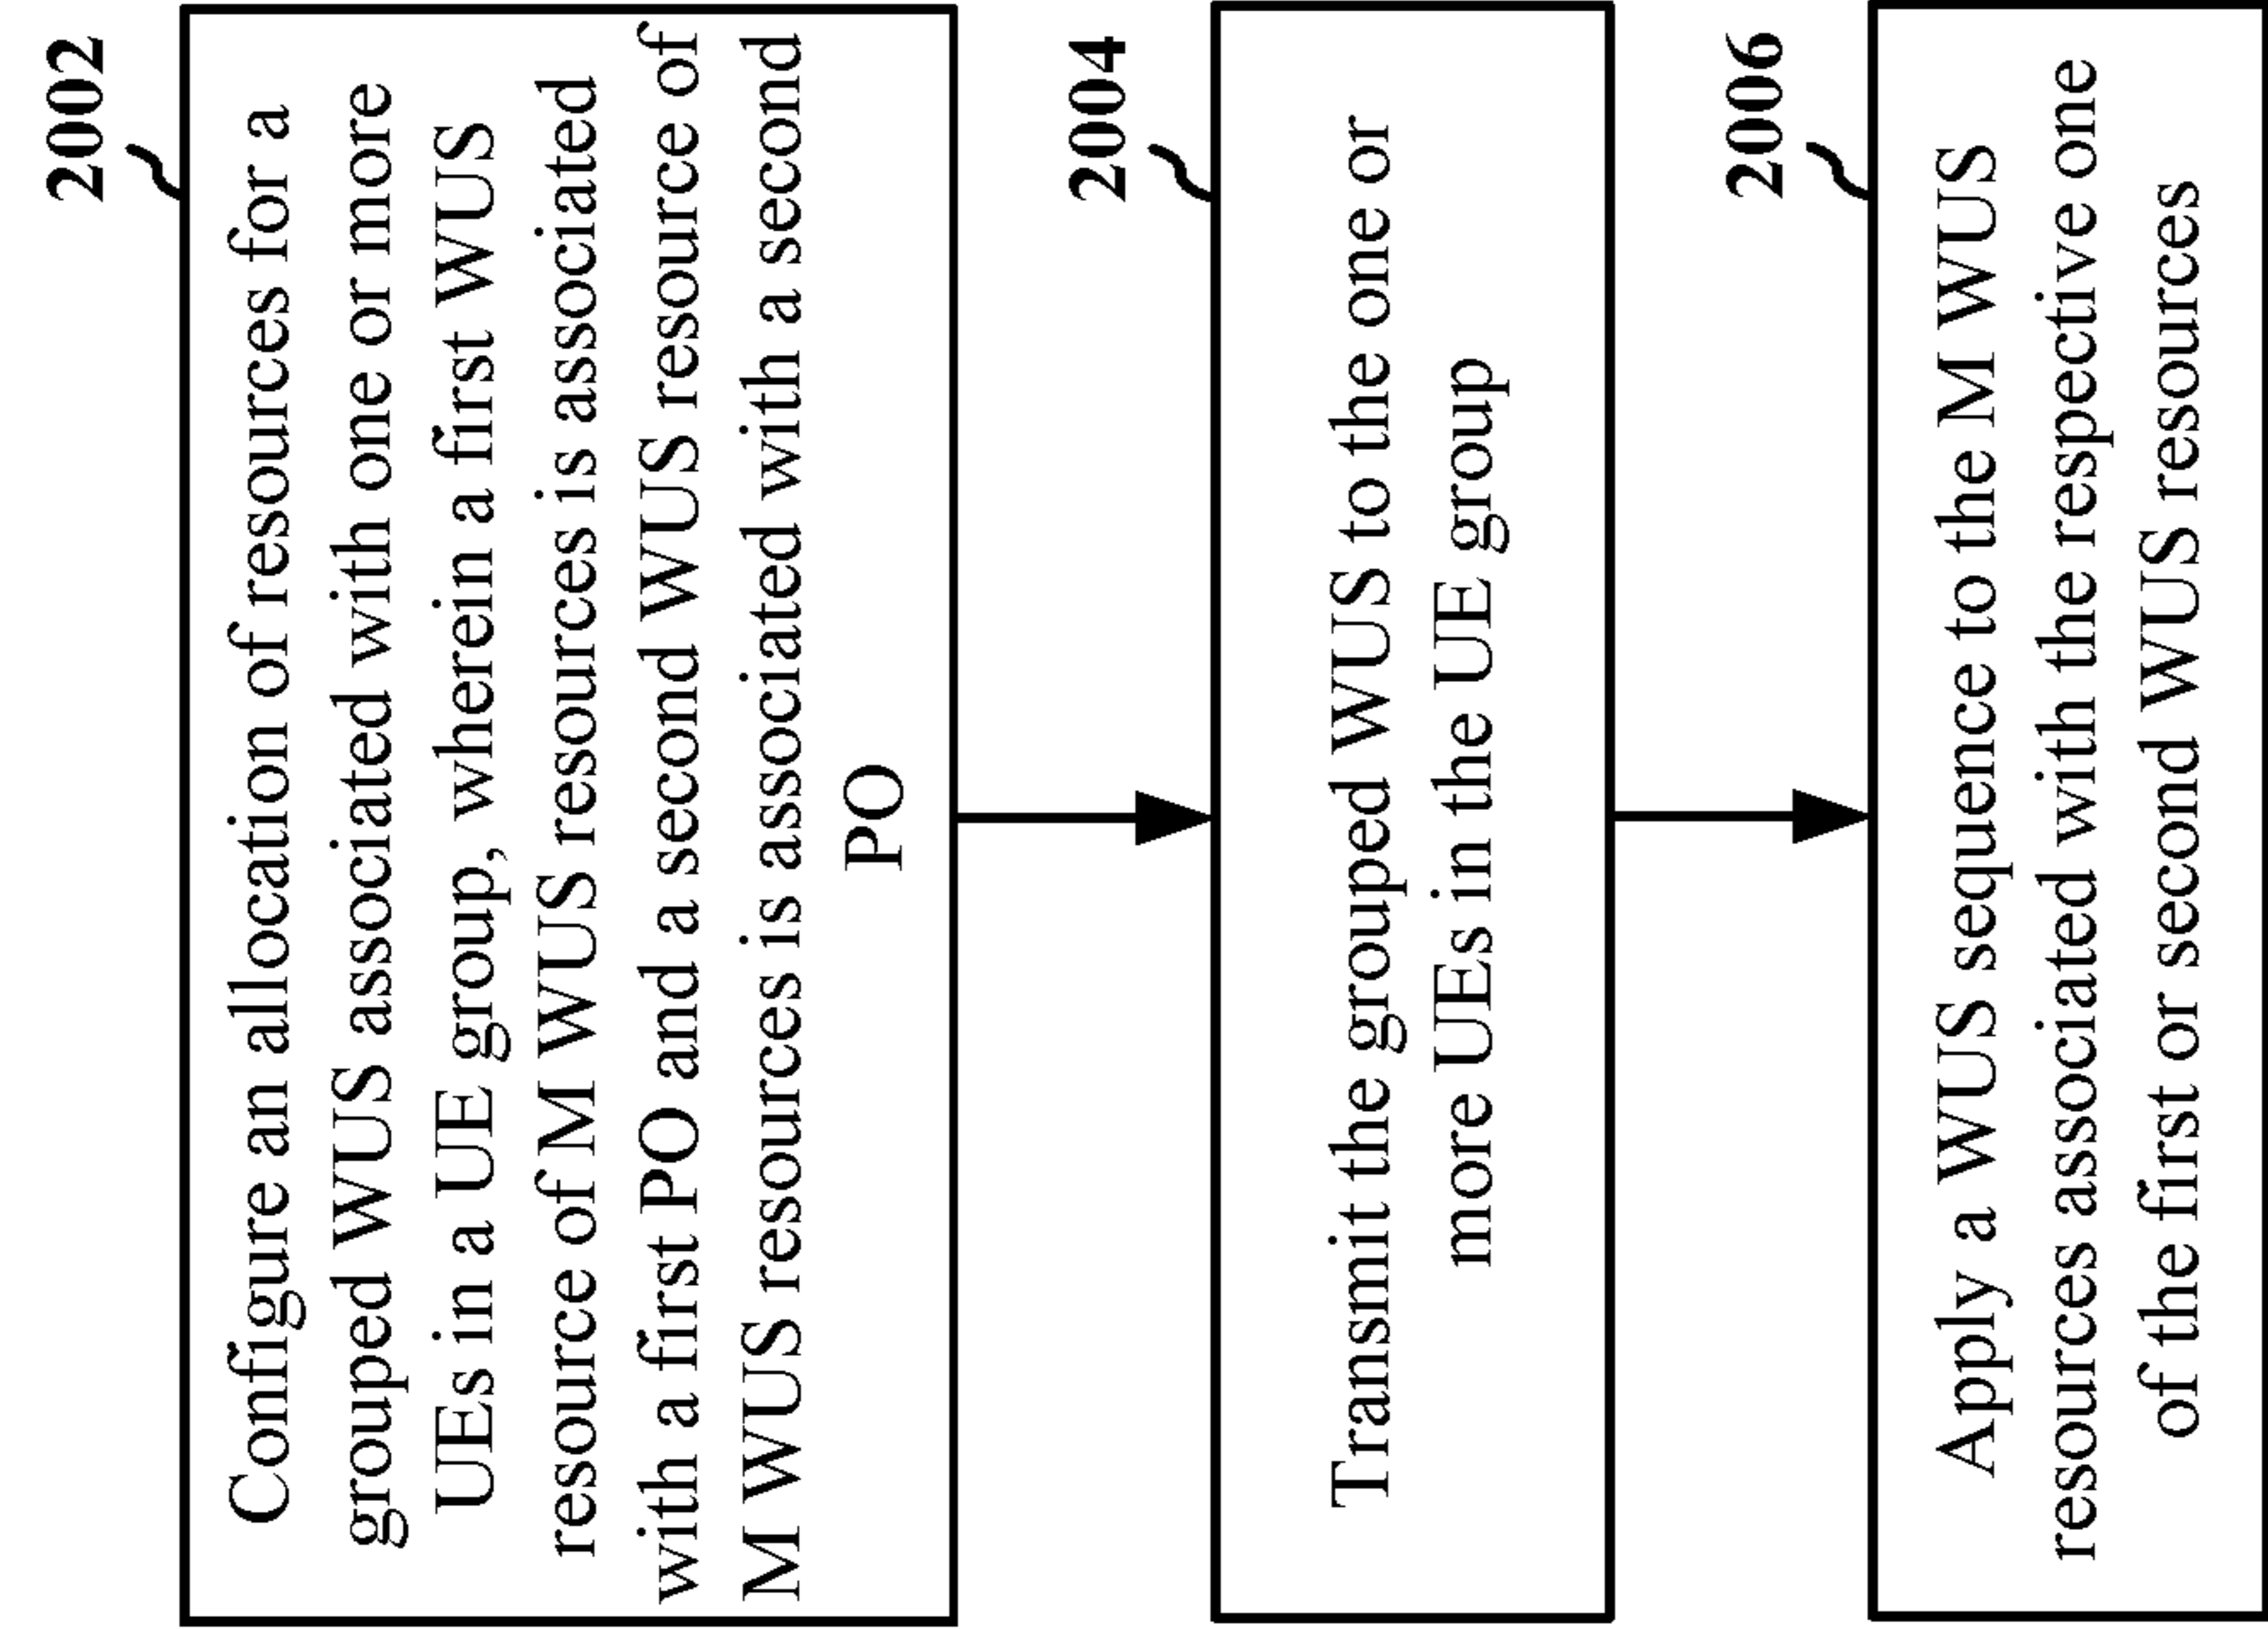 2002
Configure an allocation of resources for a
grouped WUS associated with one or more
UEs in a UE group, wherein a first WUS
resource of M WUS resources is associated
with a first PO and a second WUS resource of
M WUS resources is associated with a second
PO
2004
Transmit the grouped WUS to the one or
more UEs in the UE group
2006
Apply a WUS sequence to the M WUS
resources associated with the respective one
of the first or second WUS resources